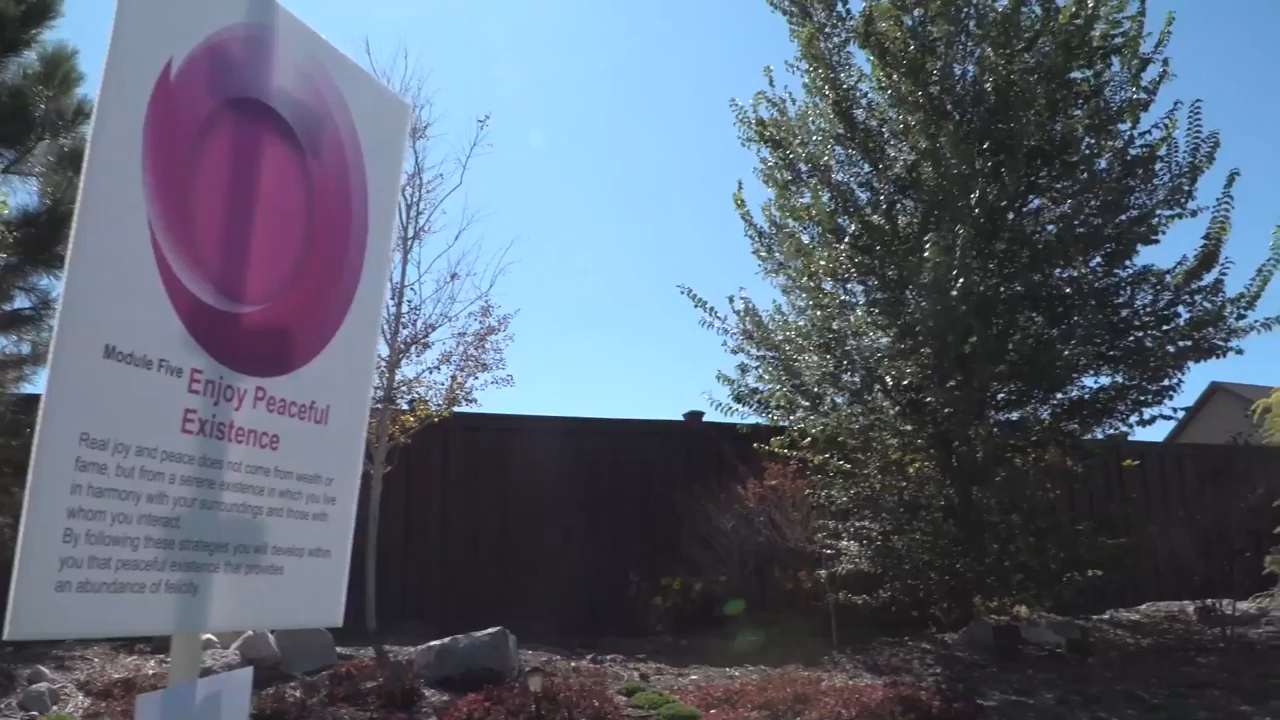 Module Five
Enjoy Peaceful
Existence
Real joy and peace does not come from wealth or
fame, but from a serene existence in which you live
in harmony with your surroundings and those with
whom you interact.
By following these strategies you will develop within
you that peaceful existence that provides
an abundance of felicity